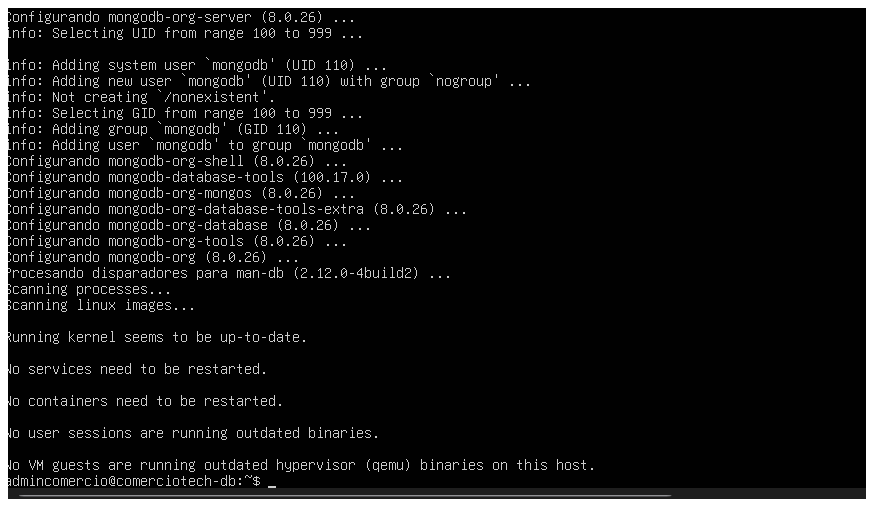 Configurando mongodb-org-server (8.0.26) ...
info: Selecting UID from range 100 to 999 ...
info: Adding system user `mongodb' (UID 110) ...
info: Adding new user `mongodb' (UID 110) with group `nogroup' ...
info: Not creating `/nonexistent'.
info: Selecting GID from range 100 to 999 ...
info: Adding group `mongodb' (GID 110) ...
info: Adding user `mongodb' to group `mongodb' ...
Configurando mongodb-org-shell (8.0.26) ...
Configurando mongodb-database-tools (100.17.0) ...
Configurando mongodb-org-mongos (8.0.26) ...
Configurando mongodb-org-database-tools-extra (8.0.26) ...
Configurando mongodb-org-database (8.0.26) ...
Configurando mongodb-org-tools (8.0.26) ...
Configurando mongodb-org (8.0.26) ...
Procesando disparadores para man-db (2.12.0-4build2) ...
Scanning processes...
Scanning linux images...
Running kernel seems to be up-to-date.
No services need to be restarted.
No containers need to be restarted.
No user sessions are running outdated binaries.
No VM guests are running outdated hypervisor (qemu) binaries on this host.
admincomercio@comerciotech-db:~$ _